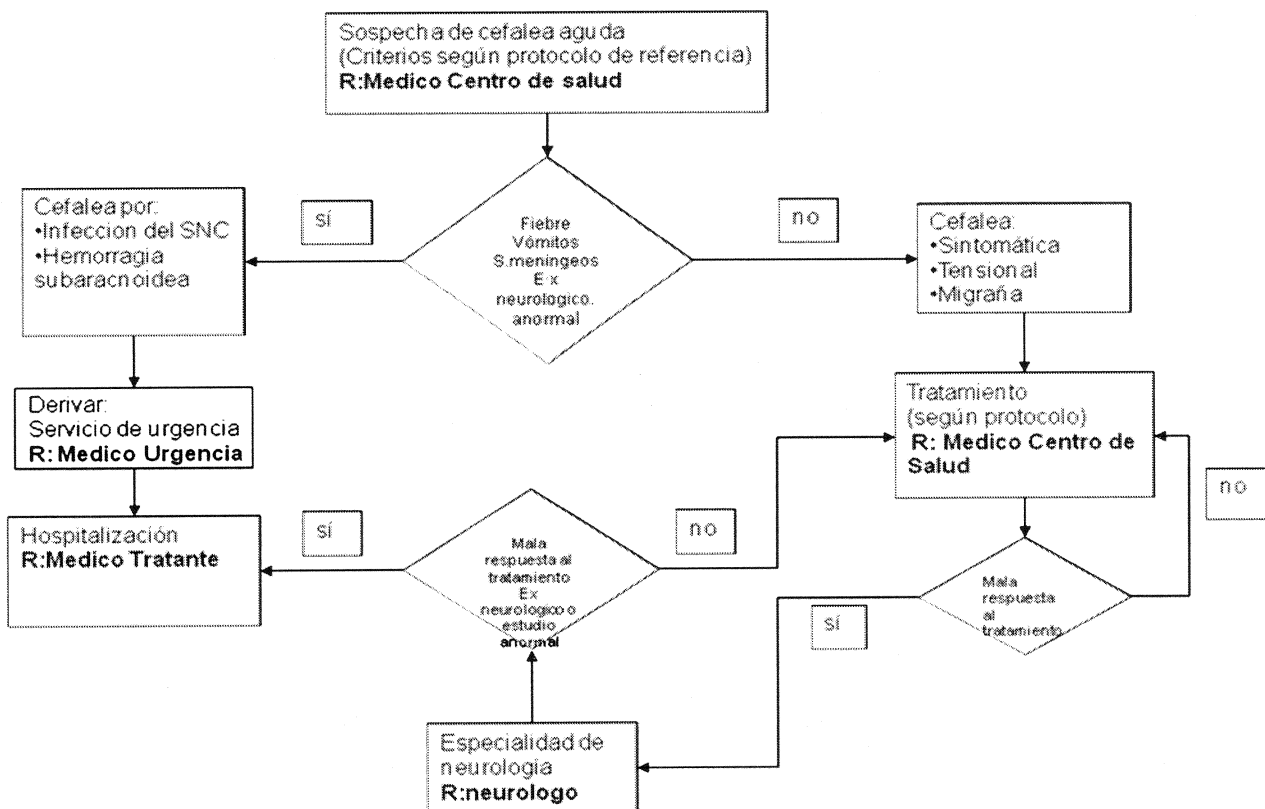 Sospecha de cefalea aguda
(Criterios según protocolo de referencia)
R:Medico Centro de salud
Cefalea por:
•Infeccion del SNC
•Hemorragia
subaracnoidea
sí
Fiebre
Vómitos
S.meníngeos
E x
neurologico.
anormal
no
Cefalea:
•Sintomática
•Tensional
•Migraña
Derivar:
Servicio de urgencia
R: Medico Urgencia
Tratamiento
(según protocolo)
R: Medico Centro de
Salud
no
Hospitalización
R:Medico Tratante
sí
Mala
respuesta al
tratamiento
Ex
neurologico o
estudio
anormal
no
Mala
respuesta
al
tratamiento
sí
Especialidad de
neurología
R:neurologo